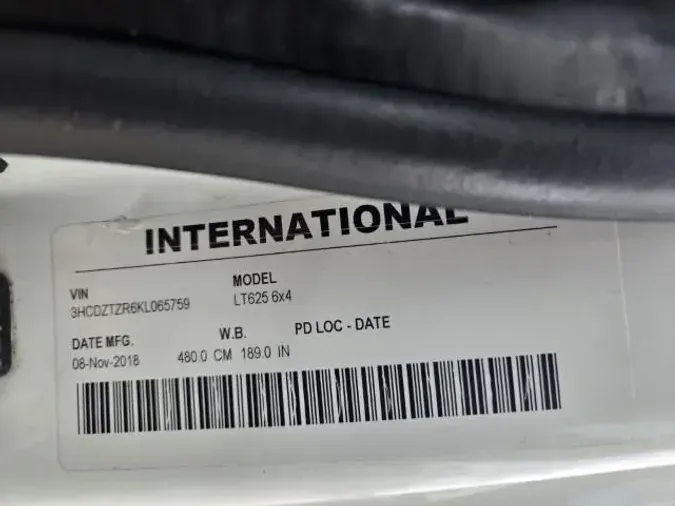 INTERNATIONAL
VIN MODEL
3HCDZTZR6KL065759 LT625 6x4
DATE MFG. W.B. PD LOC - DATE
08-Nov-2018 480.0 CM 189.0 IN